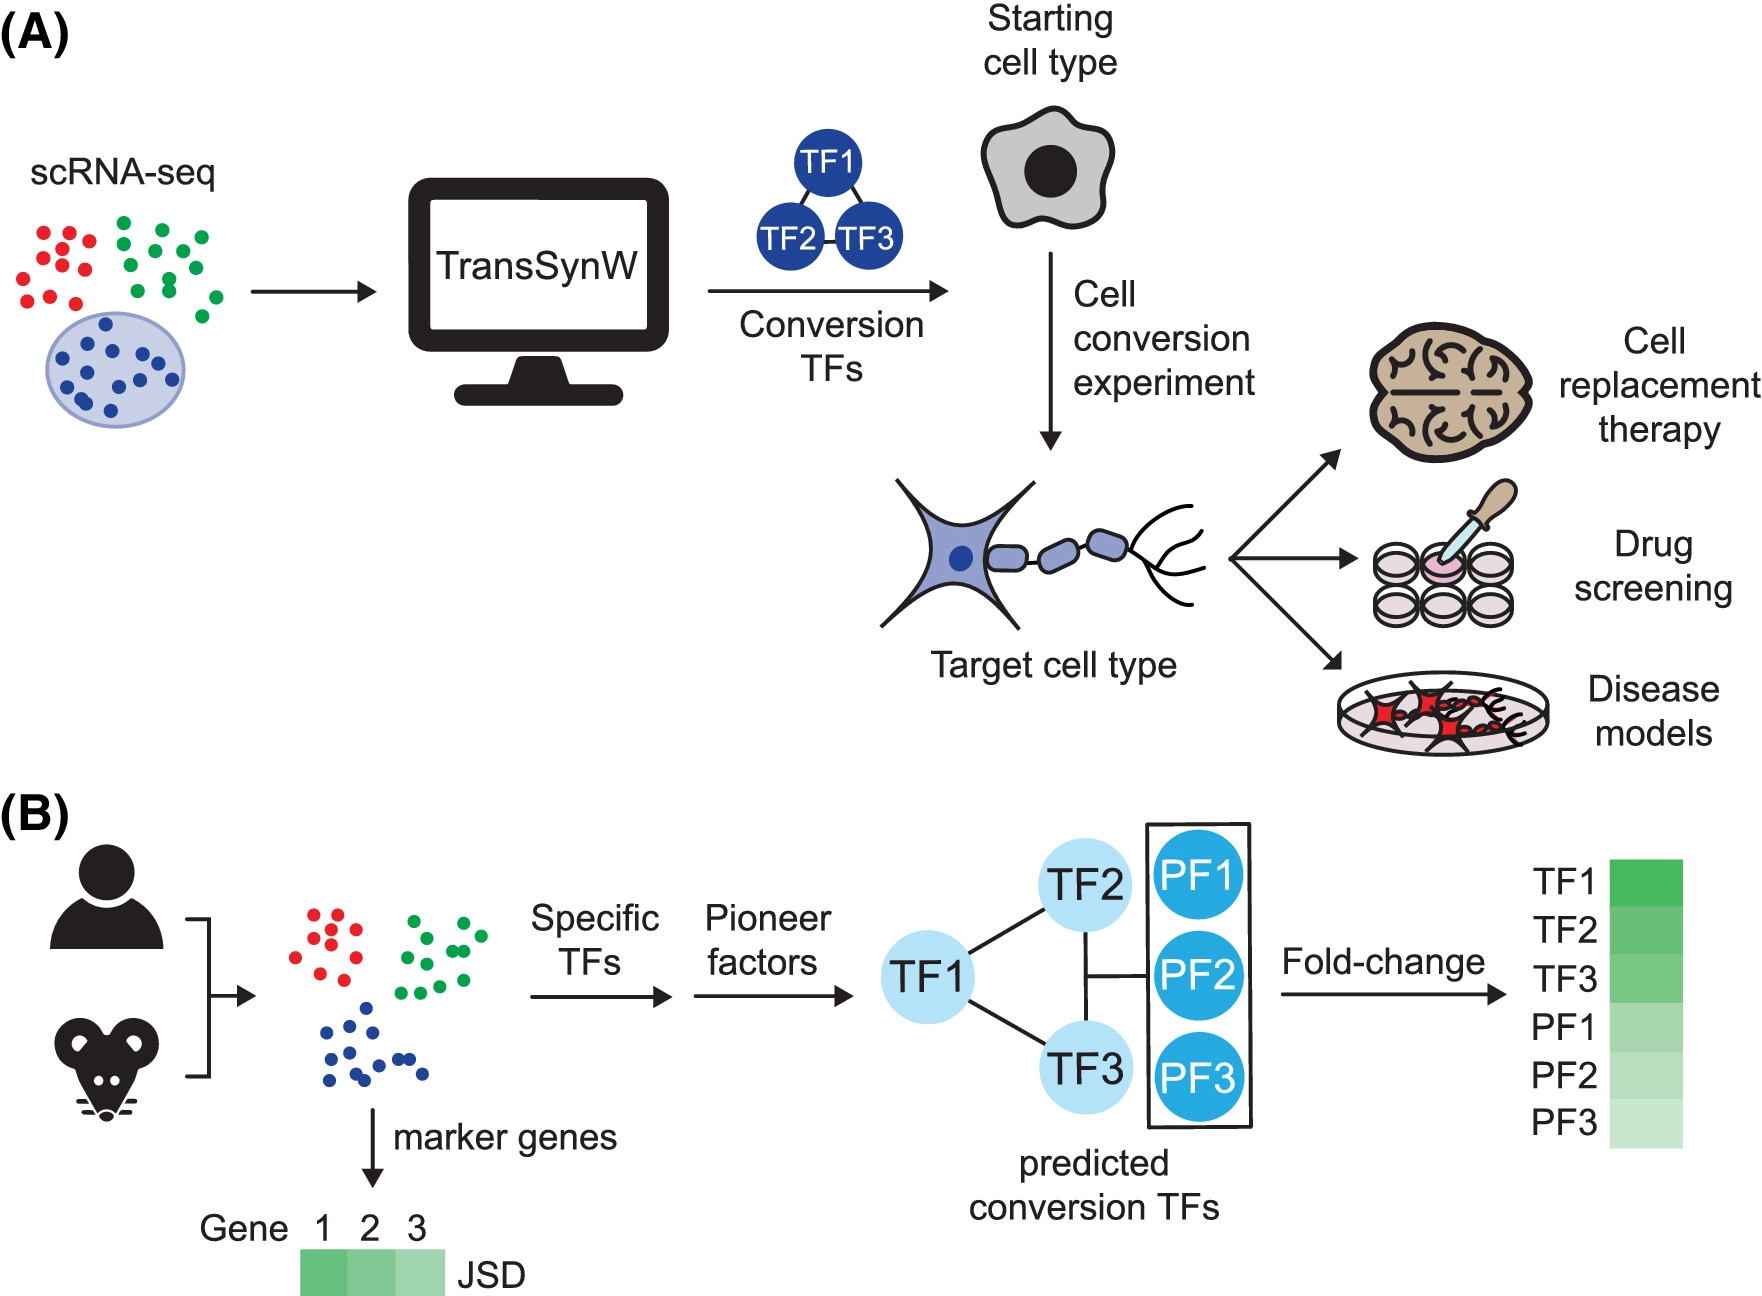 (A)
Starting
cell type
scRNA-seq
TransSynW
TF1
TF2
TF3
Conversion
TFs
Cell
conversion
experiment
Target cell type
Cell
replacement
therapy
Drug
screening
Disease
models
(B)
Specific
TFs
Pioneer
factors
TF1
TF2
TF3
PF1
PF2
PF3
predicted
conversion TFs
Fold-change
TF1
TF2
TF3
PF1
PF2
PF3
marker genes
Gene 1 2 3
JSD